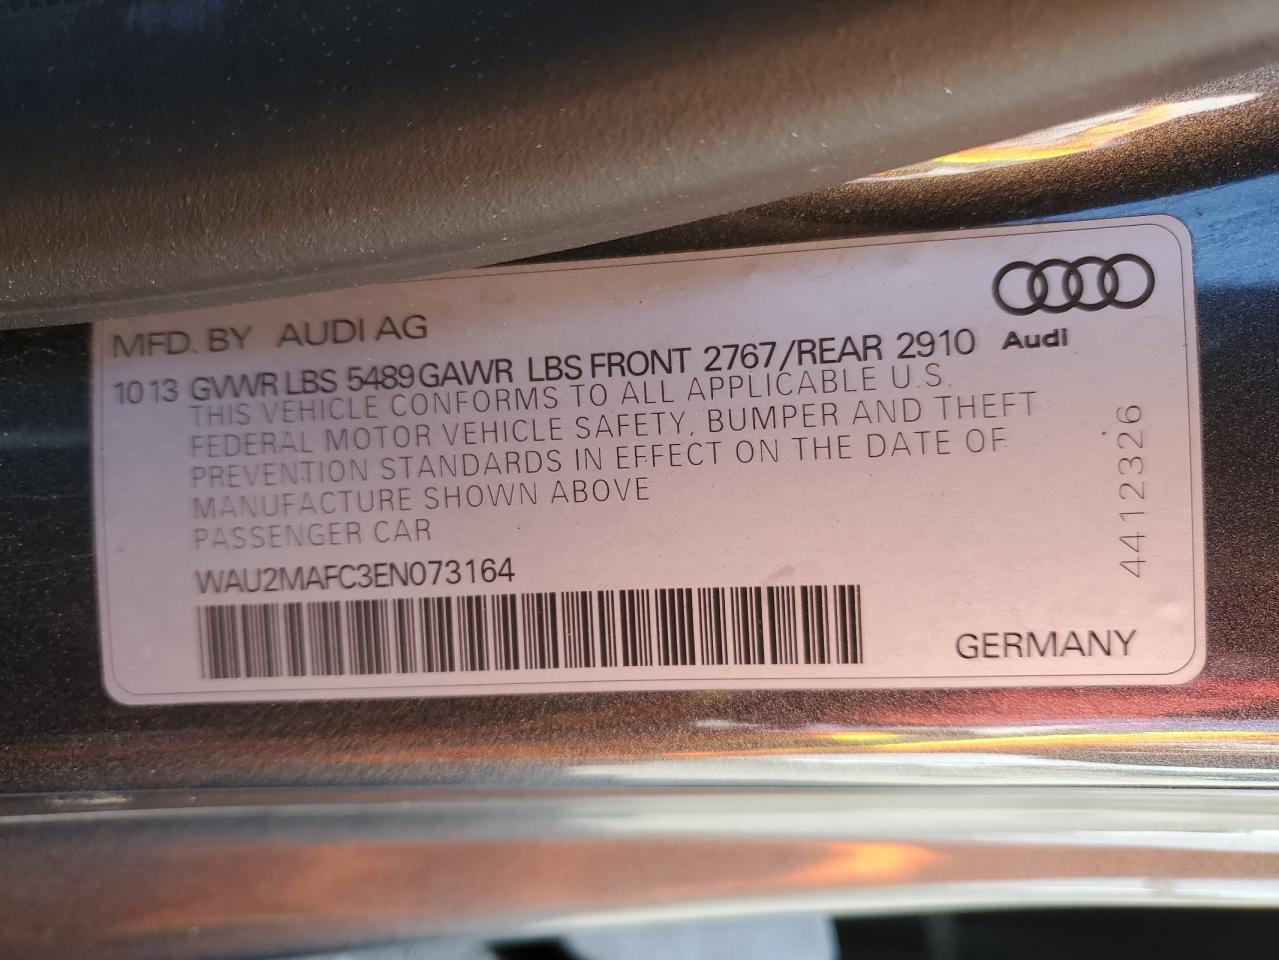 MFD. BY AUDI AG
10 13 GVWR LBS 5489 GAWR LBS FRONT 2767/REAR 2910
Audi
THIS VEHICLE CONFORMS TO ALL APPLICABLE U.S.
FEDERAL MOTOR VEHICLE SAFETY, BUMPER AND THEFT
PREVENTION STANDARDS IN EFFECT ON THE DATE OF
MANUFACTURE SHOWN ABOVE
PASSENGER CAR
WAU2MAFC3EN073164
GERMANY
4412326